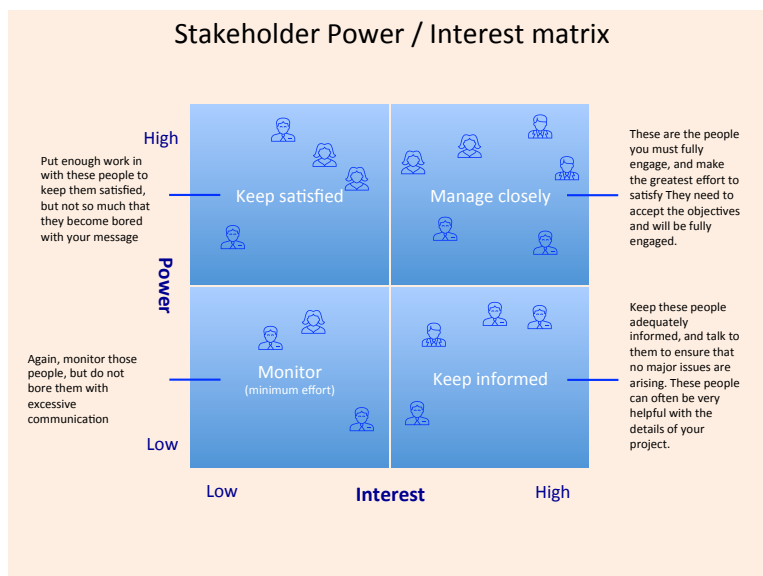 Stakeholder Power / Interest matrix
High
Put enough work in
with these people to
keep them satisfied,
but not so much that
they become bored
with your message
Keep satisfied
Manage closely
These are the people
you must fully
engage, and make
the greatest effort to
satisfy They need to
accept the objectives
and will be fully
engaged.
Power
Again, monitor those
people, but do not
bore them with
excessive
communication
Monitor
(minimum effort)
Keep informed
Keep these people
adequately
informed, and talk to
them to ensure that
no major issues are
arising. These people
can often be very
helpful with the
details of your
project.
Low
Low
Interest
High